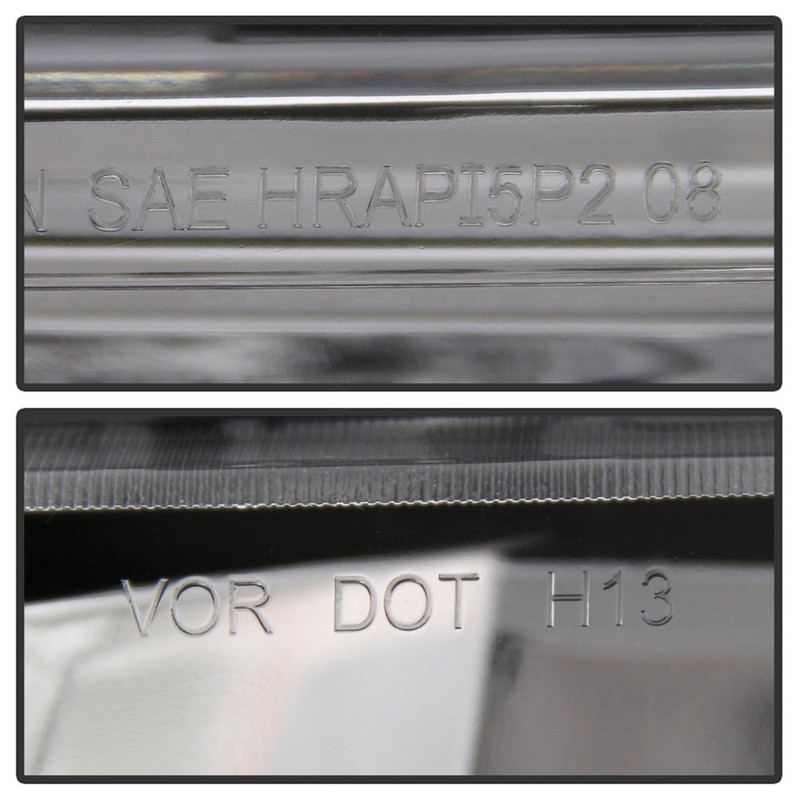 N SAE HRAPI5P2 08
VOR DOT H13